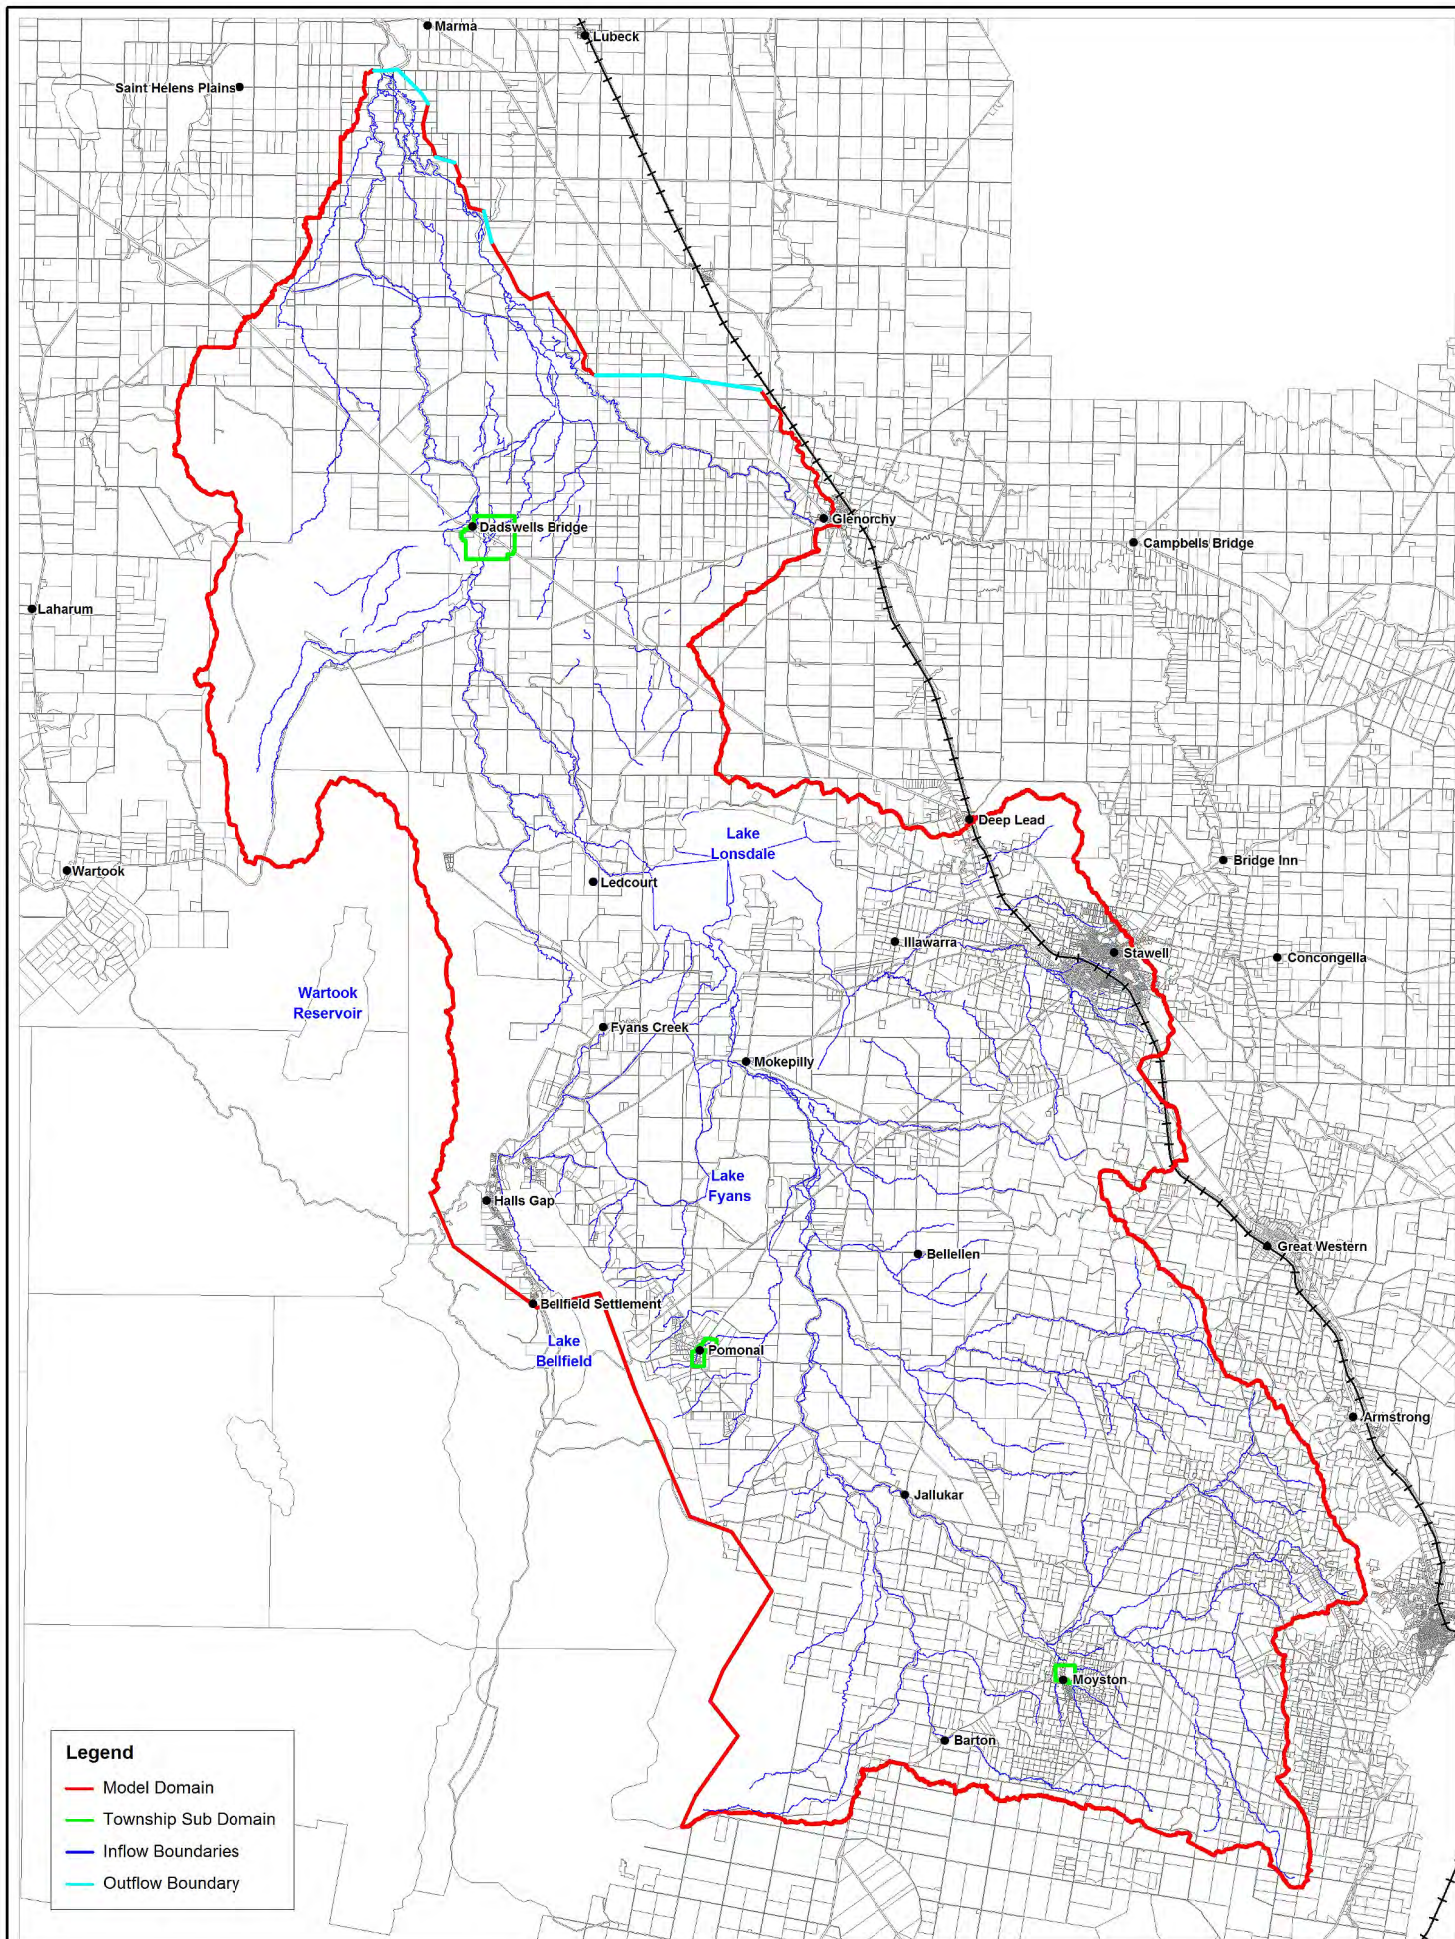 Marma
Lubeck
Saint Helens Plains
Dadswells Bridge
Glenorchy
Campbells Bridge
Laharum
Deep Lead
Lake
Lonsdale
Bridge Inn
Wartook
Ledcourt
Illawarra
Stawell
Concongella
Wartook
Reservoir
Fyans Creek
Mokepilly
Lake
Fyans
Halls Gap
Great Western
Bellellen
Bellfield Settlement
Lake
Bellfield
Pomonal
Armstrong
Jallukar
Moyston
Barton
Legend
Model Domain
Township Sub Domain
Inflow Boundaries
Outflow Boundary